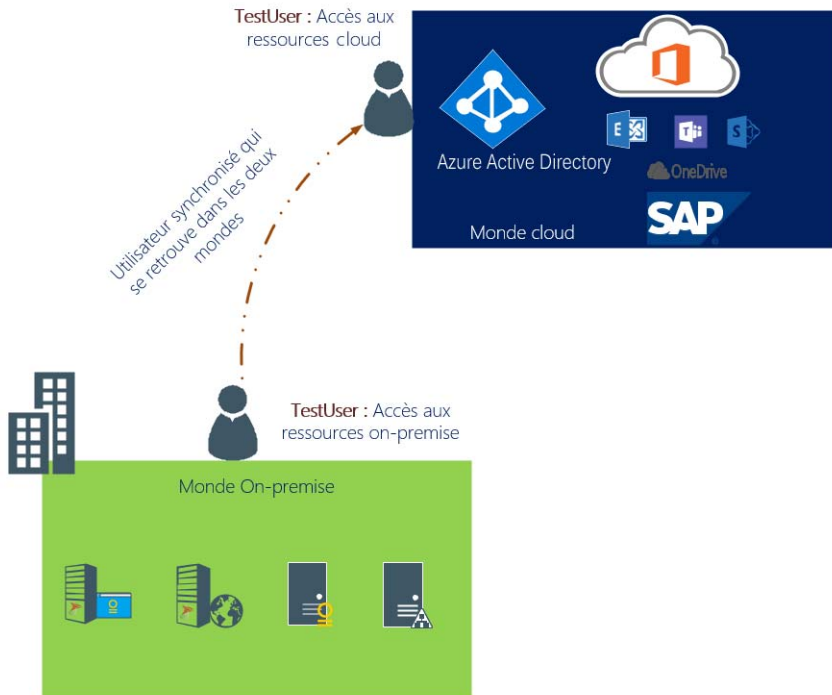 TestUser : Accès aux
ressources cloud
Azure Active Directory
E
T
S
OneDrive
SAP
Monde cloud
Utilisateur synchronisé qui
se retrouve dans les deux
mondes
TestUser : Accès aux
ressources on-premise
Monde On-premise